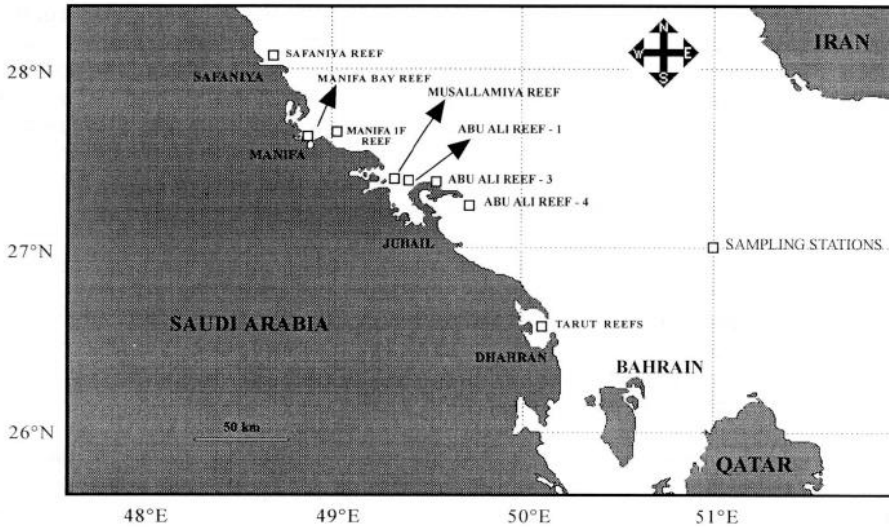 N
W E
S
IRAN
28°N
SAFANIYA REEF
SAFANIYA
MANIFA BAY REEF
MUSALLAMIYA REEF
MANIFA 1F
REEF
ABU ALI REEF - 1
MANIFA
ABU ALI REEF - 3
ABU ALI REEF - 4
JUBAIL
27°N
SAMPLING STATIONS
SAUDI ARABIA
TARUT REEFS
DHAHRAN
BAHRAIN
50 km
26°N
QATAR
48°E
49°E
50°E
51°E